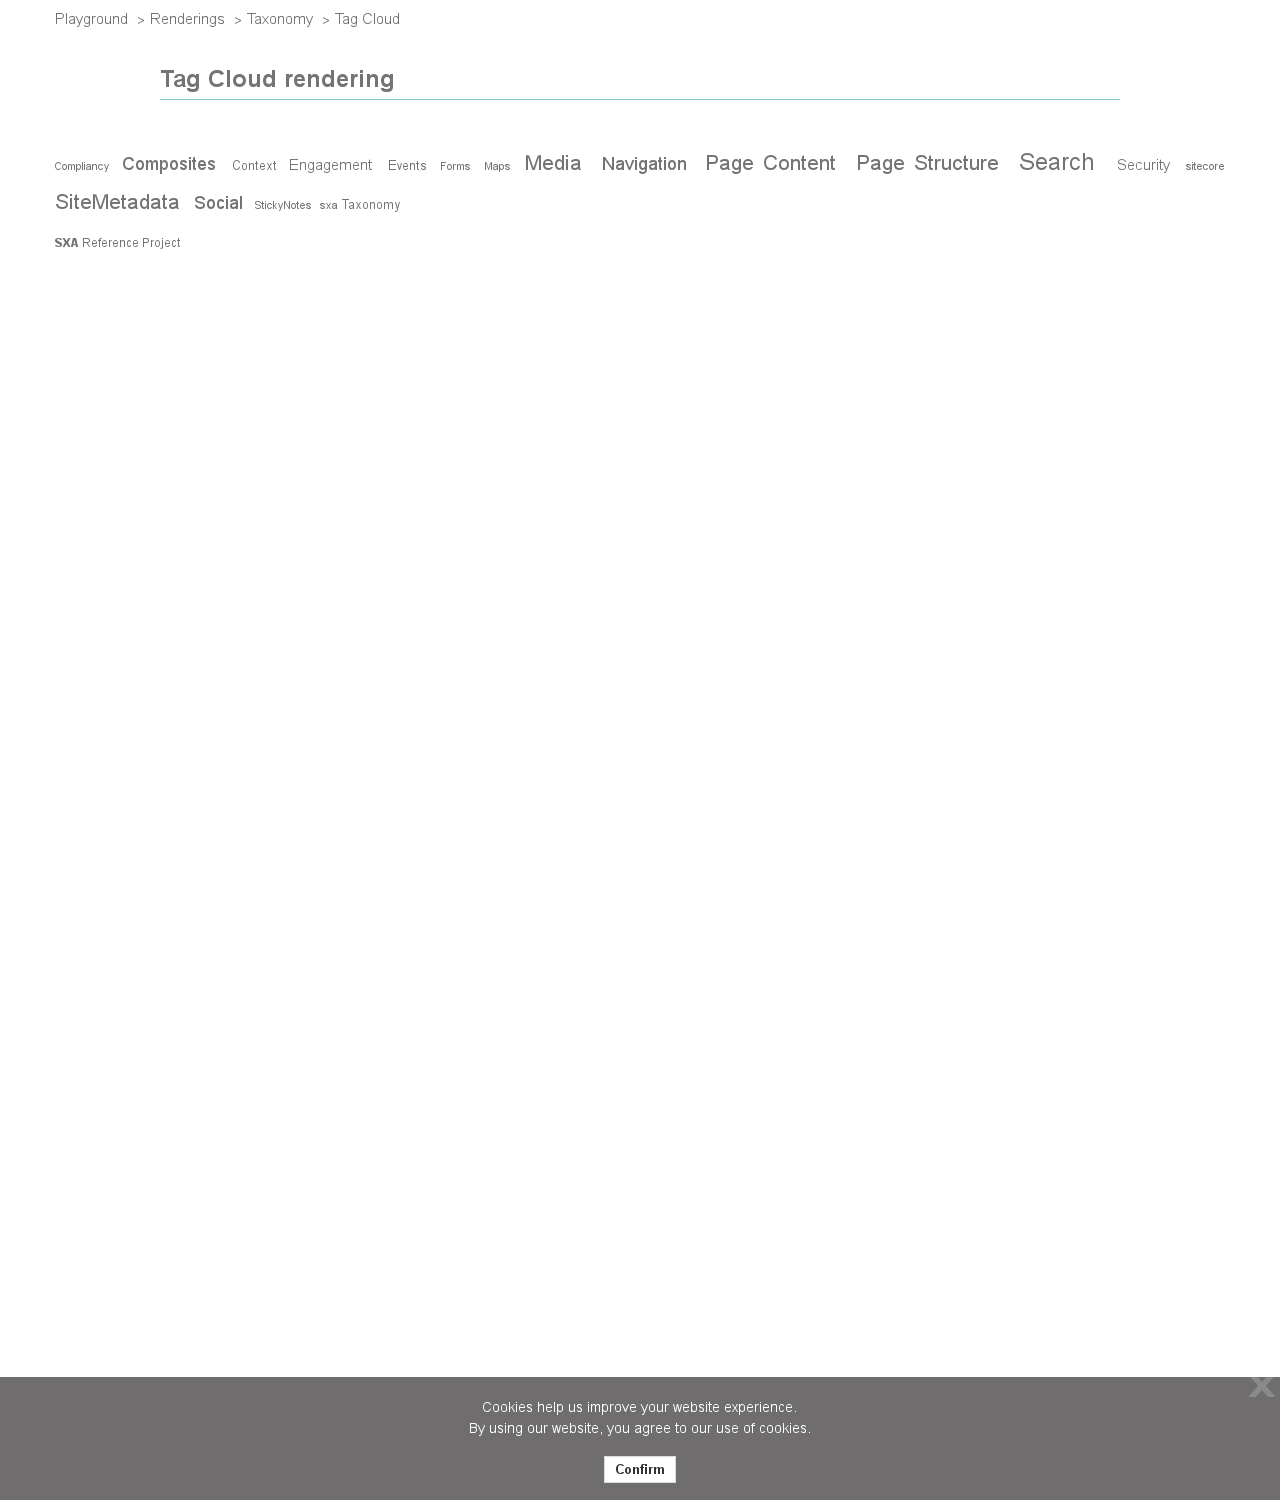 Playground > Renderings > Taxonomy > Tag Cloud
Tag Cloud rendering
Compliancy Composites Context Engagement Events Forms Maps Media Navigation Page Content Page Structure Search Security sitecore
SiteMetadata Social StickyNotes sxa Taxonomy
SXA Reference Project
X
Cookies help us improve your website experience.
By using our website, you agree to our use of cookies.
Confirm